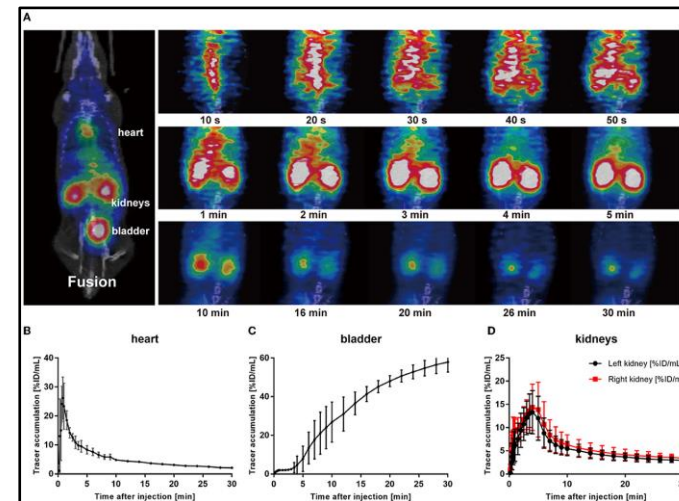 A
heart
kidneys
bladder
Fusion
10 s 20 s 30 s 40 s 50 s
1 min 2 min 3 min 4 min 5 min
10 min 16 min 20 min 26 min 30 min
B heart
Tracer accumulation [%ID/mL]
40
30
20
10
0
0 5 10 15 20 25 30
Time after injection [min]
C bladder
Tracer accumulation [%ID/mL]
60
40
20
0
0 5 10 15 20 25 30
Time after injection [min]
D kidneys
Left kidney [%ID/mL
Right kidney [%ID/m
Tracer accumulation [%ID/mL]
25
20
15
10
5
0
0 10 20 30
Time after injection [min]